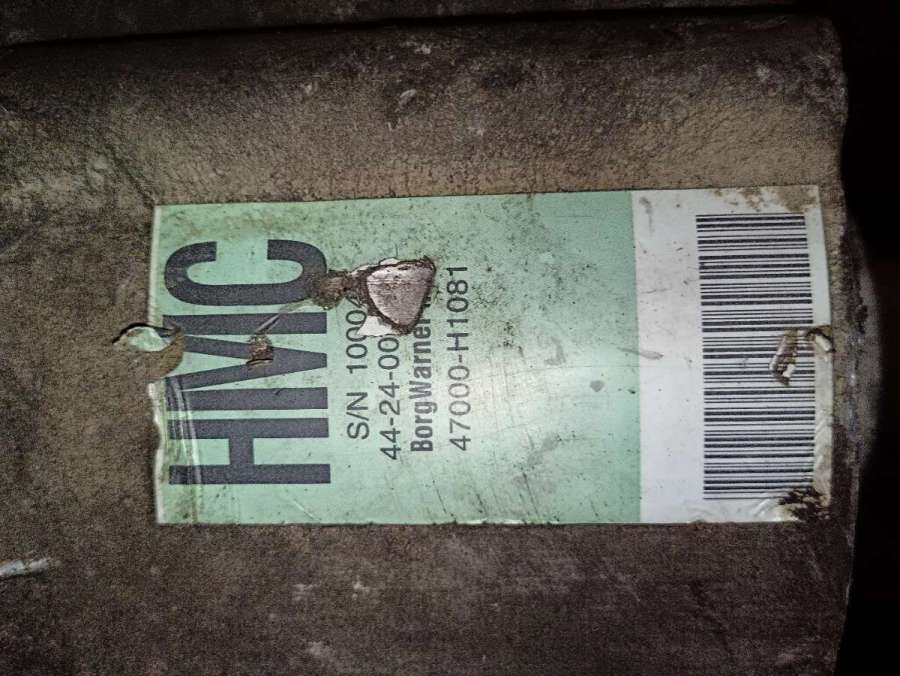 HMC
S/N 1000
44-24-00
BorgWarner
47000-H1081